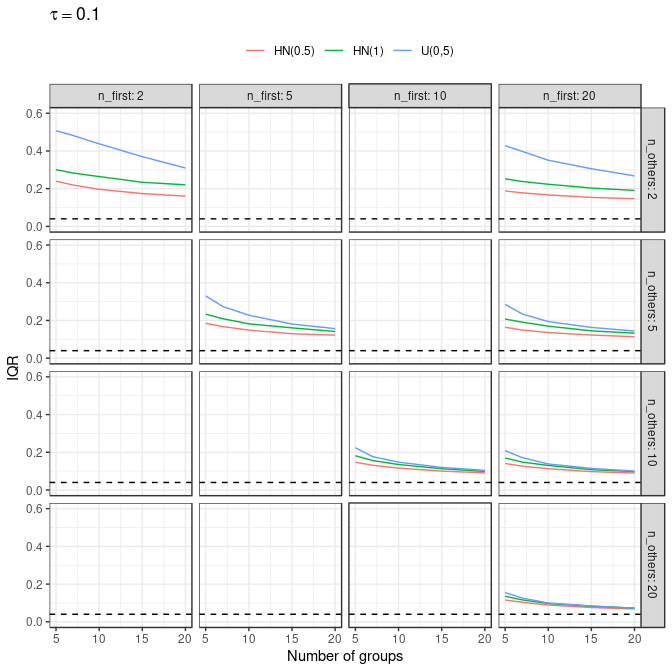 τ = 0.1
HN(0.5) HN(1) U(0,5)
n_first: 2 n_first: 5 n_first: 10 n_first: 20
0.6
0.4
0.2
0.0
n_others: 2
0.6
0.4
0.2
0.0
n_others: 5
0.6
0.4
0.2
0.0
n_others: 10
0.6
0.4
0.2
0.0
n_others: 20
IQR
5 10 15 20 5 10 15 20 5 10 15 20 5 10 15 20
Number of groups